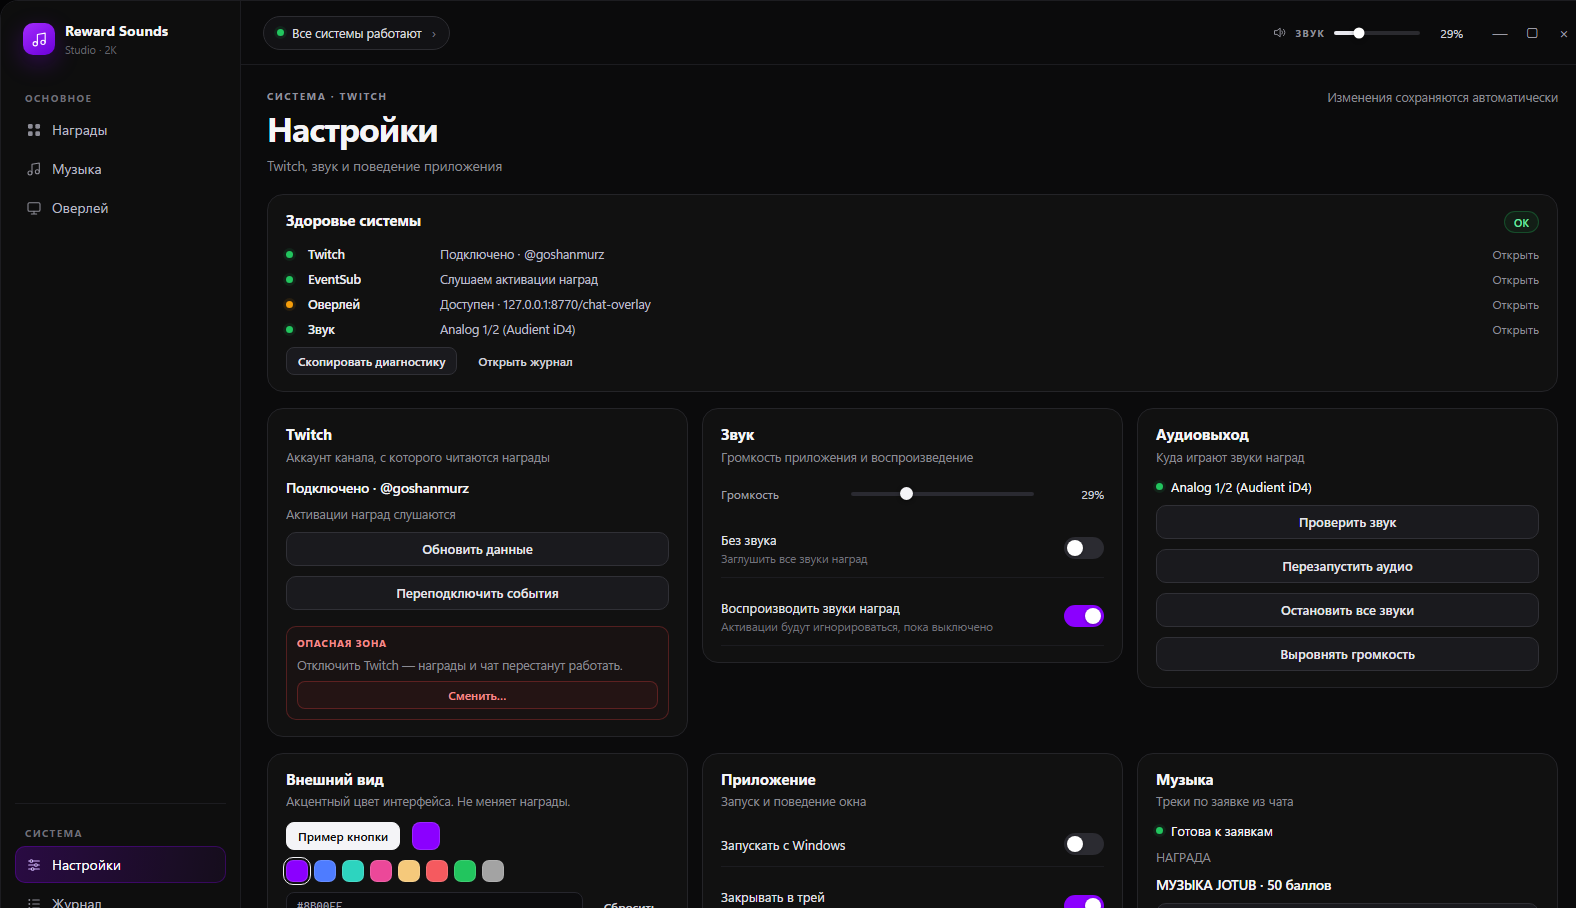 Reward Sounds
Studio · 2K
Все системы работают ›
ЗВУК
29%
ОСНОВНОЕ
Награды
Музыка
Оверлей
СИСТЕМА
Настройки
Журнал
СИСТЕМА · TWITCH
Изменения сохраняются автоматически
Настройки
Twitch, звук и поведение приложения
Здоровье системы
OK
Twitch Подключено · @goshanmurz Открыть
EventSub Слушаем активации наград Открыть
Оверлей Доступен · 127.0.0.1:8770/chat-overlay Открыть
Звук Analog 1/2 (Audient iD4) Открыть
Скопировать диагностику Открыть журнал
Twitch
Аккаунт канала, с которого читаются награды
Подключено · @goshanmurz
Активации наград слушаются
Обновить данные
Переподключить события
ОПАСНАЯ ЗОНА
Отключить Twitch — награды и чат перестанут работать.
Сменить...
Звук
Громкость приложения и воспроизведение
Громкость 29%
Без звука
Заглушить все звуки наград
Воспроизводить звуки наград
Активации будут игнорироваться, пока выключено
Аудиовыход
Куда играют звуки наград
Analog 1/2 (Audient iD4)
Проверить звук
Перезапустить аудио
Остановить все звуки
Выровнять громкость
Внешний вид
Акцентный цвет интерфейса. Не меняет награды.
Пример кнопки
#8B00FF Сбросить
Приложение
Запуск и поведение окна
Запускать с Windows
Закрывать в трей
Музыка
Треки по заявке из чата
Готова к заявкам
НАГРАДА
МУЗЫКА JOTUB · 50 баллов